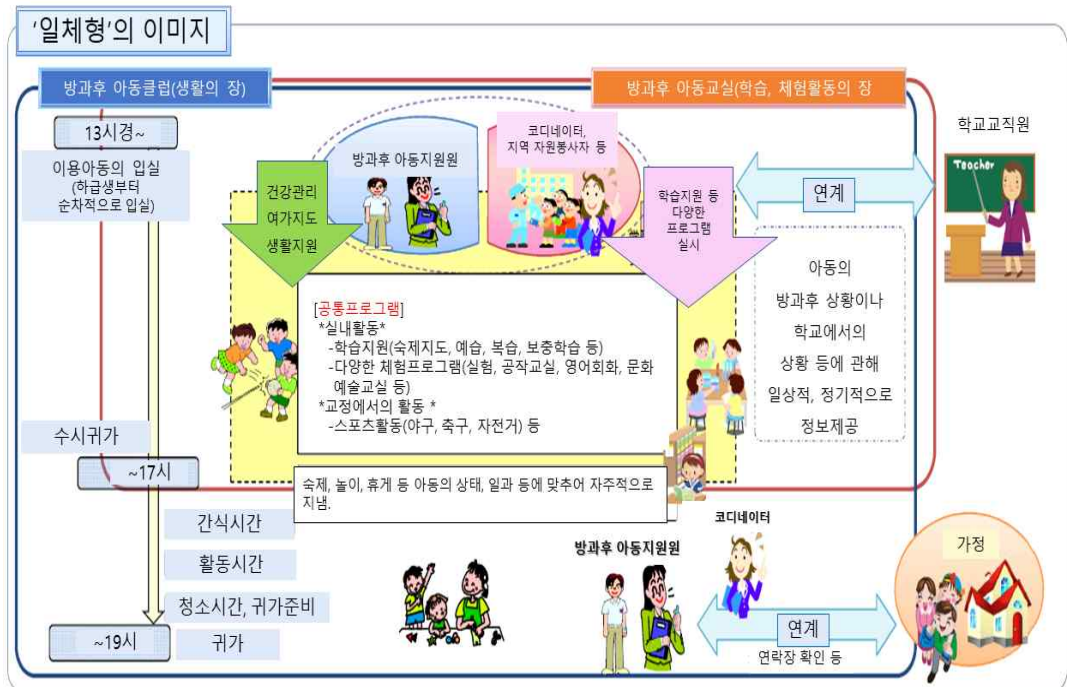 '일체형'의 이미지
방과후 아동클럽(생활의 장)
방과후 아동교실(학습, 체험활동의 장
13시경~
이용아동의 입실
(하급생부터
순차적으로 입실)
건강관리
여가지도
생활지원
방과후 아동지원원
코디네이터,
지역 자원봉사자 등
학습지원 등
다양한
프로그램
실시
연계
학교교직원
Teacher
아동의
방과후 상황이나
학교에서의
상황 등에 관해
일상적, 정기적으로
정보제공
[공통프로그램]
*실내활동*
-학습지원(숙제지도, 예습, 복습, 보충학습 등)
-다양한 체험프로그램(실험, 공작교실, 영어회화, 문화
예술교실 등)
*교정에서의 활동 *
-스포츠활동(야구, 축구, 자전거) 등
수시귀가
~17시
숙제, 놀이, 휴게 등 아동의 상태, 일과 등에 맞추어 자주적으로
지냄.
간식시간
활동시간
청소시간, 귀가준비
~19시
귀가
방과후 아동지원원
코디네이터
연계
연락장 확인 등
가정